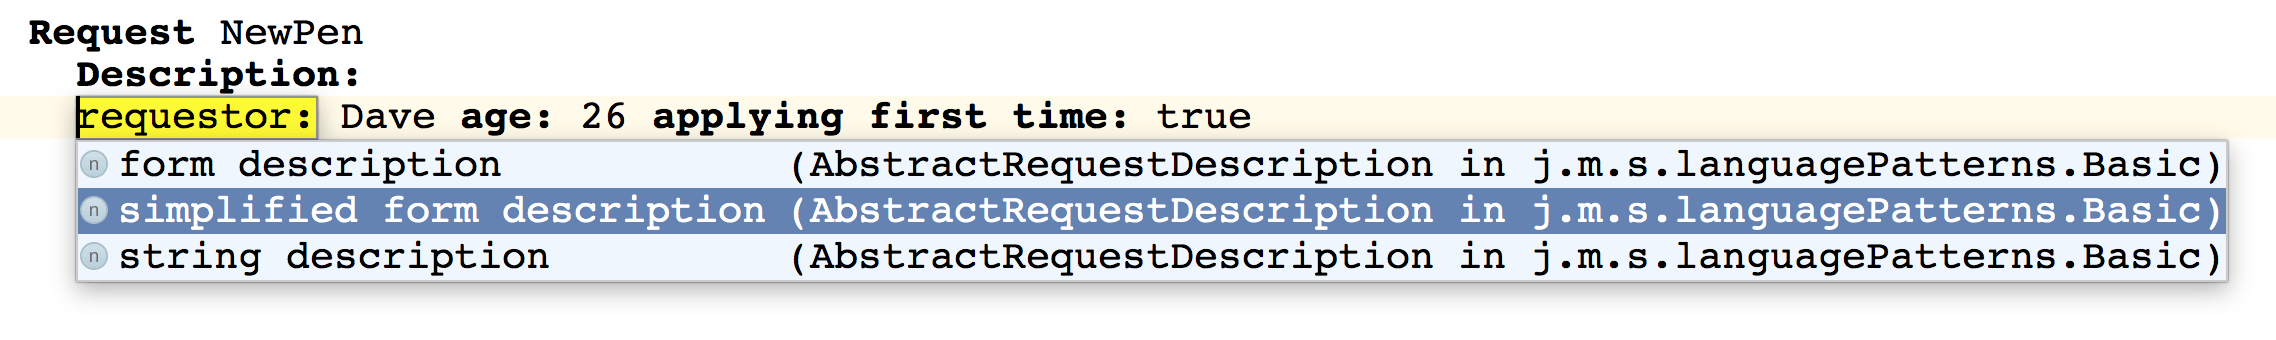 Request NewPen
Description:
requestor: Dave age: 26 applying first time: true
n form description (AbstractRequestDescription in j.m.s.languagePatterns.Basic)
n simplified form description (AbstractRequestDescription in j.m.s.languagePatterns.Basic)
n string description (AbstractRequestDescription in j.m.s.languagePatterns.Basic)